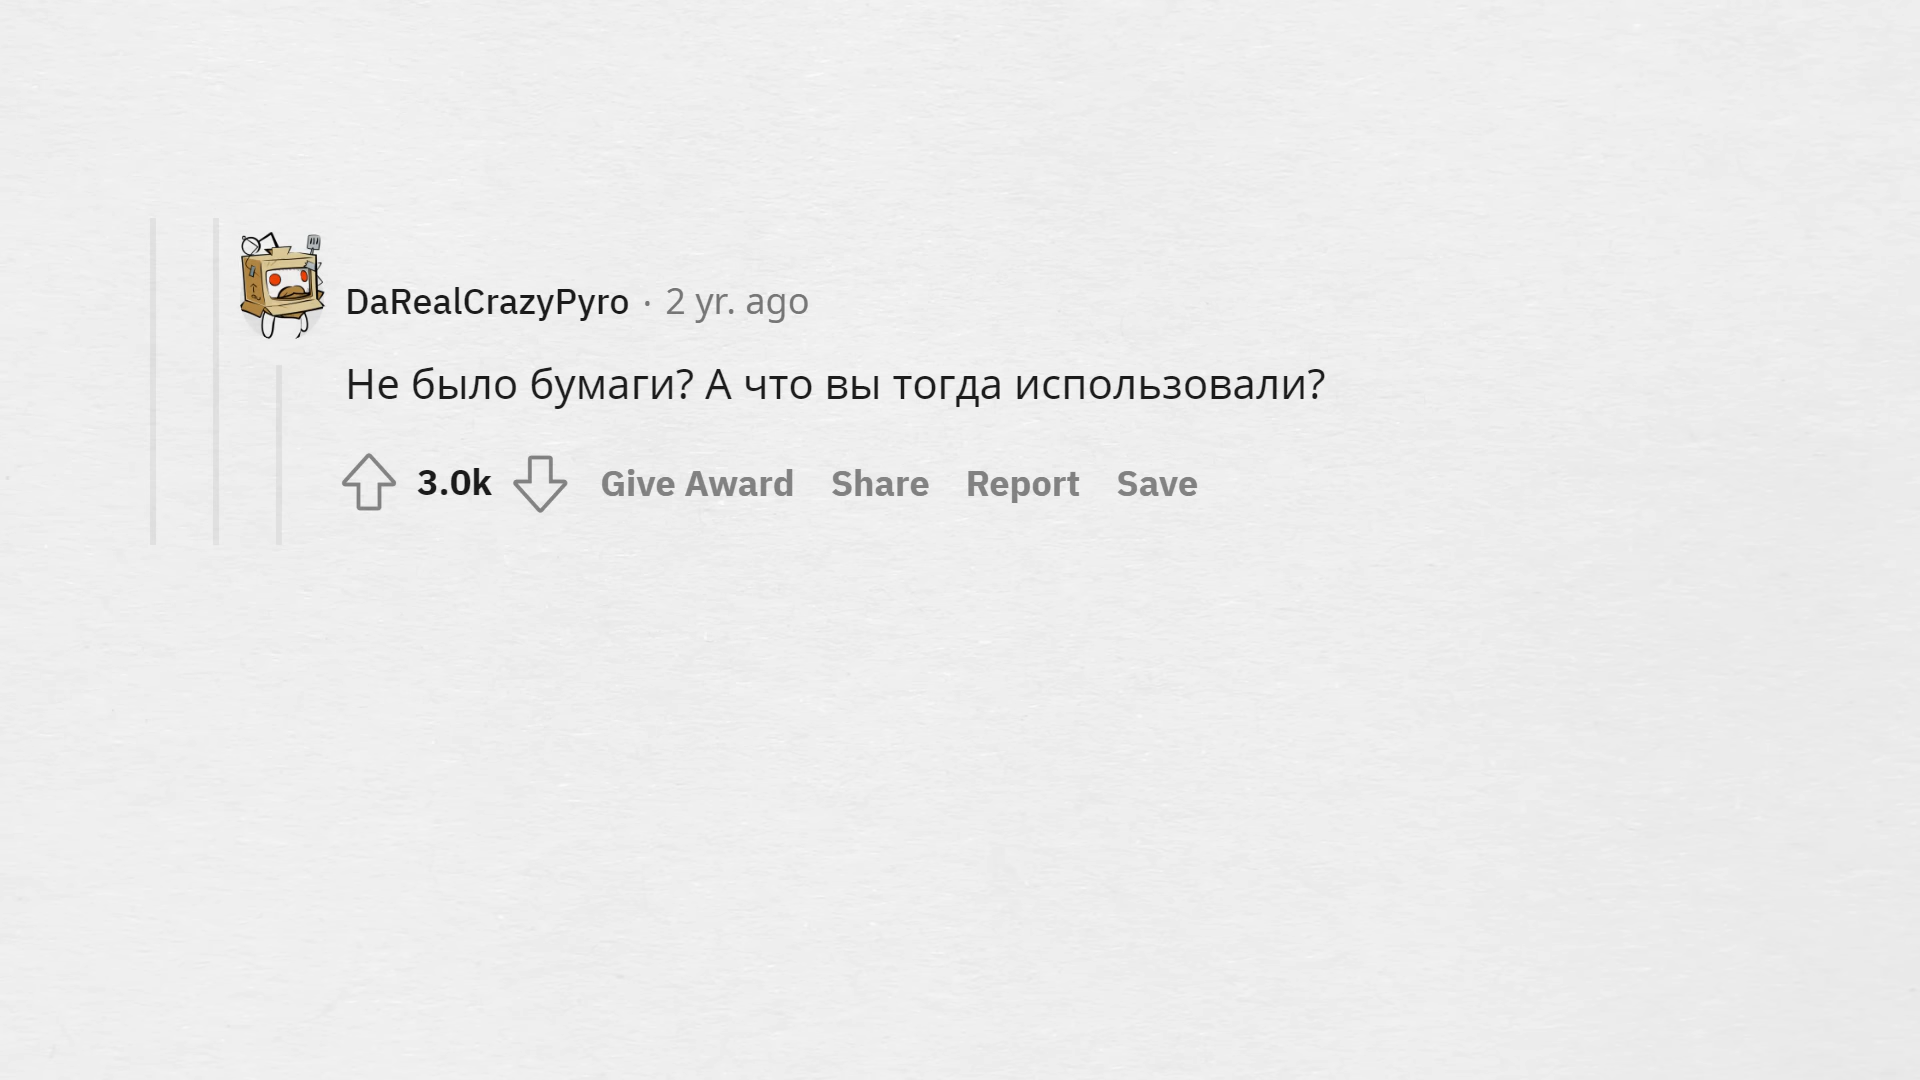 DaRealCrazyPyro · 2 yr. ago
Не было бумаги? А что вы тогда использовали?
3.0k Give Award Share Report Save